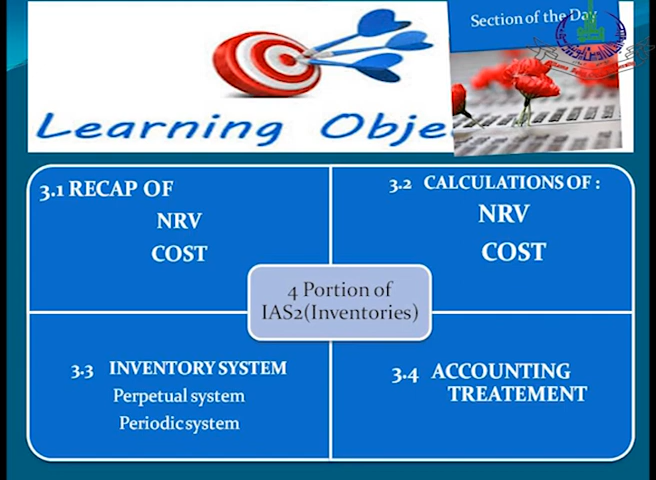 Learning Obje
Section of the Day
3.1 RECAP OF
NRV
COST
3.2 CALCULATIONS OF :
NRV
COST
4 Portion of
IAS2(Inventories)
3.3 INVENTORY SYSTEM
Perpetual system
Periodic system
3.4 ACCOUNTING
TREATEMENT